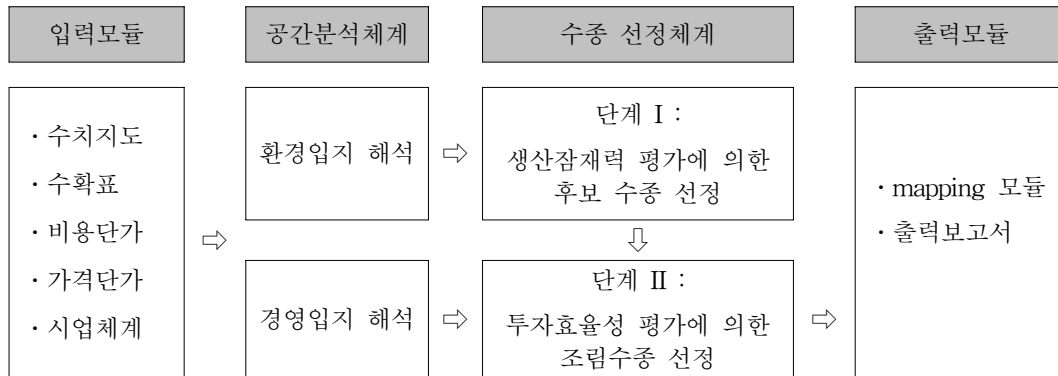 입력모듈
공간분석체계
수종 선정체계
출력모듈
· 수치지도
· 수확표
· 비용단가
· 가격단가
· 시업체계
⇨
환경입지 해석
⇨
단계 Ⅰ :
생산잠재력 평가에 의한
후보 수종 선정
⇩
경영입지 해석
⇨
단계 Ⅱ :
투자효율성 평가에 의한
조림수종 선정
⇨
· mapping 모듈
· 출력보고서